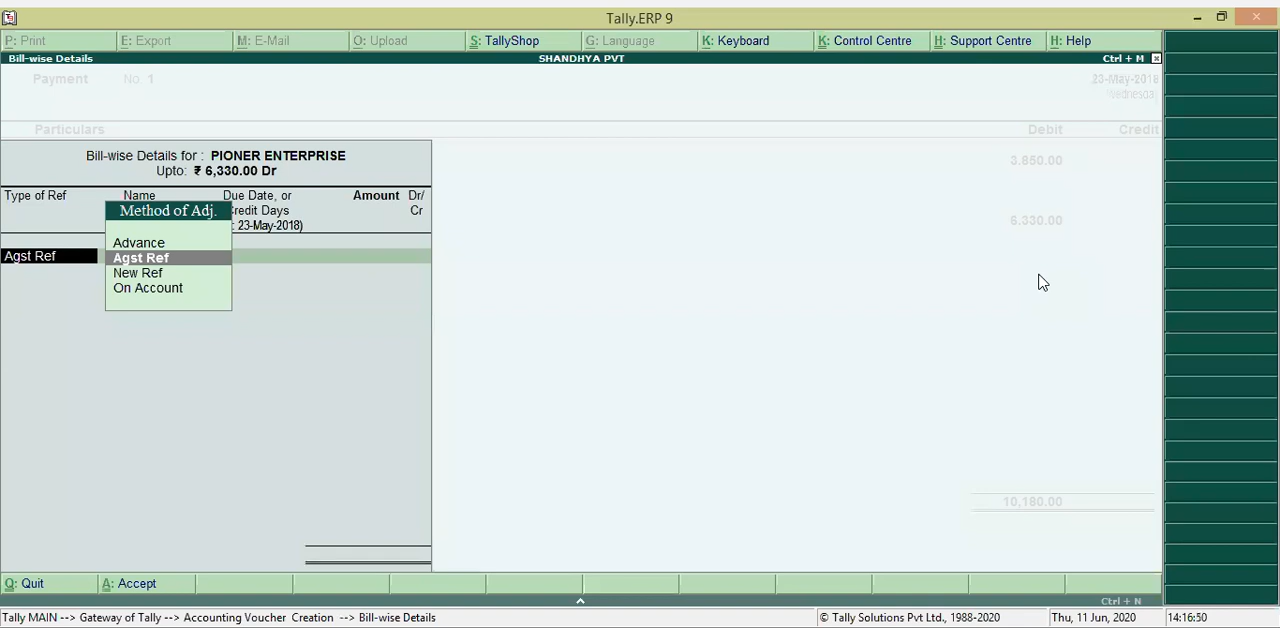 Tally.ERP 9
P: Print E: Export M: E-Mail O: Upload S: TallyShop G: Language K: Keyboard K: Control Centre H: Support Centre H: Help
Bill-wise Details SHANDHYA PVT Ctrl + M
Payment No. 1 23-May-2018
Wednesday
Particulars Debit Credit
Bill-wise Details for : PIONER ENTERPRISE 3,850.00
Upto: ₹ 6,330.00 Dr
Type of Ref Name Due Date, or Amount Dr/
Method of Adj. Credit Days Cr
: 23-May-2018) 6,330.00
Advance
Agst Ref Agst Ref
New Ref
On Account
10,180.00
Q: Quit A: Accept
Ctrl + N
Tally MAIN --> Gateway of Tally --> Accounting Voucher Creation --> Bill-wise Details © Tally Solutions Pvt Ltd., 1988-2020 Thu, 11 Jun, 2020 14:16:50